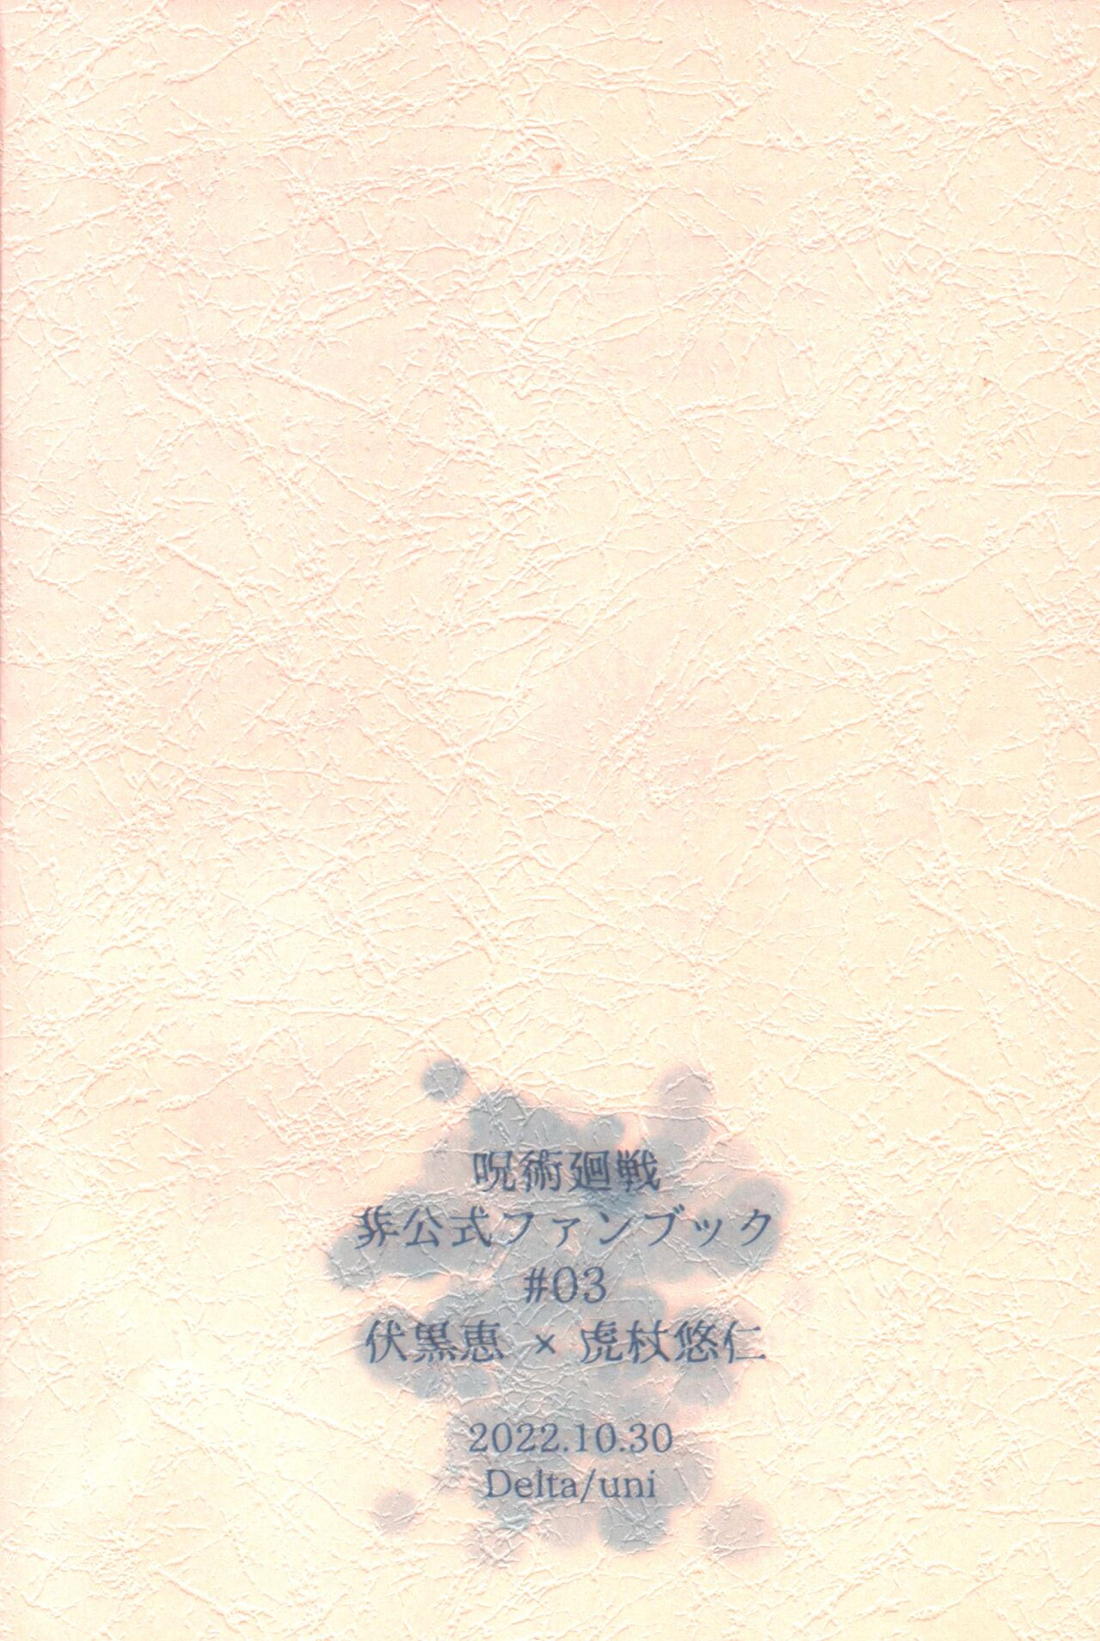 呪術廻戦
非公式ファンブック
#03
伏黒恵 × 虎杖悠仁
2022.10.30
Delta/uni